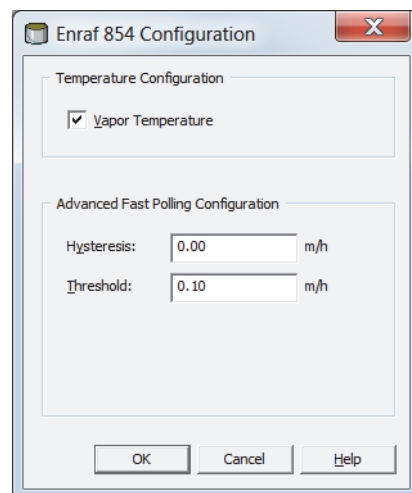 Enraf 854 Configuration
Temperature Configuration
Vapor Temperature
Advanced Fast Polling Configuration
Hysteresis: 0.00 m/h
Threshold: 0.10 m/h
OK Cancel Help